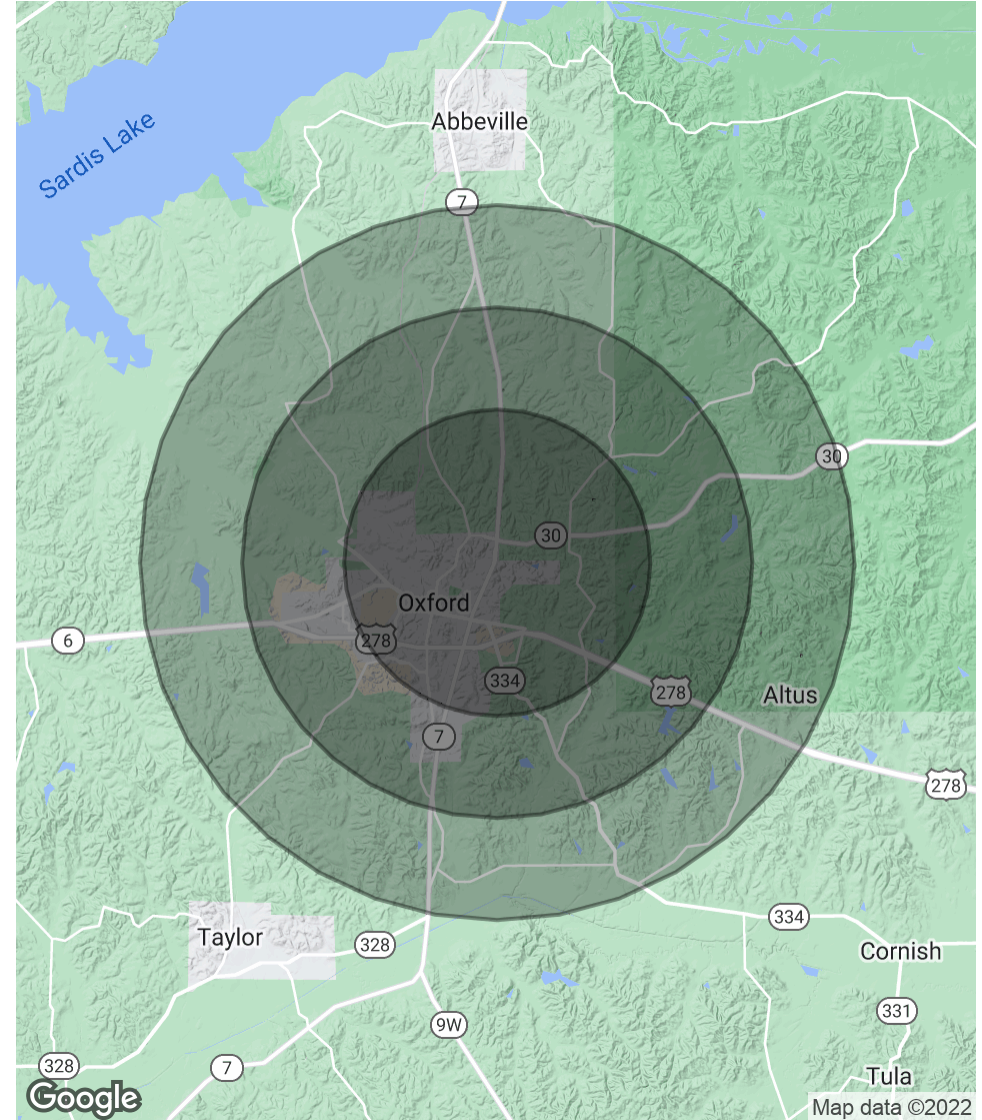 Abbeville
Sardis Lake
7
30
30
Oxford
6
278
334
278
Altus
7
278
334
Taylor
328
Cornish
331
9W
328
7
Tula
Google
Map data ©2022